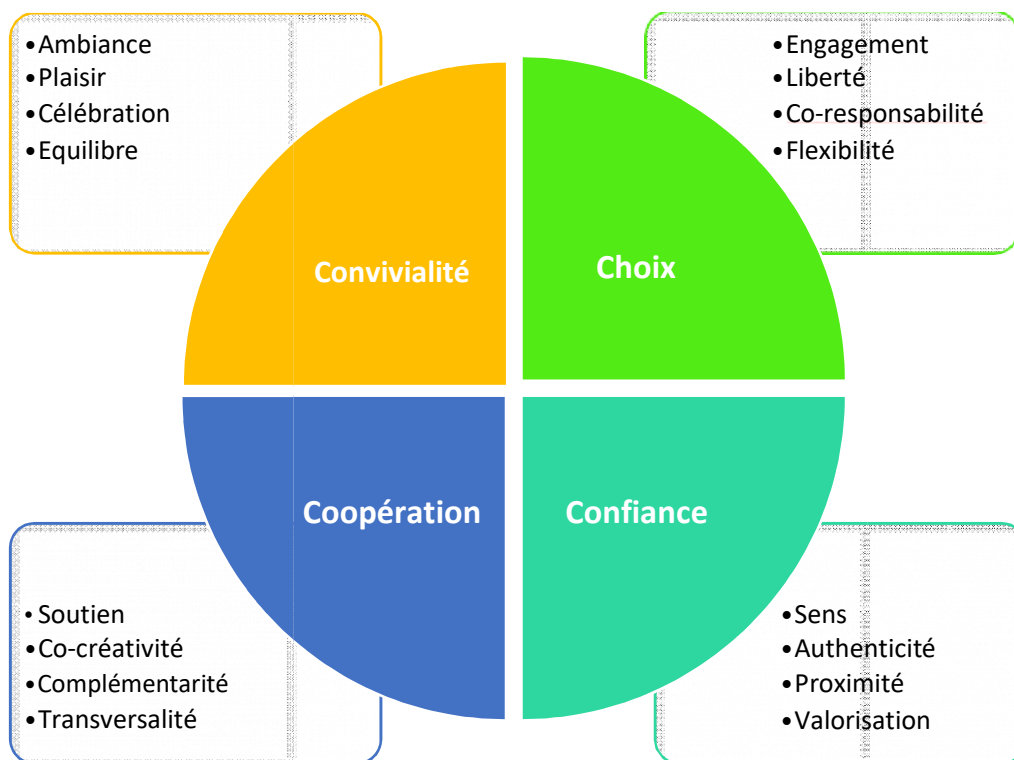 •Ambiance
•Plaisir
•Célébration
•Equilibre
•Engagement
•Liberté
•Co-responsabilité
•Flexibilité
Convivialité
Choix
Coopération
Confiance
• Soutien
•Co-créativité
•Complémentarité
•Transversalité
•Sens
•Authenticité
•Proximité
•Valorisation